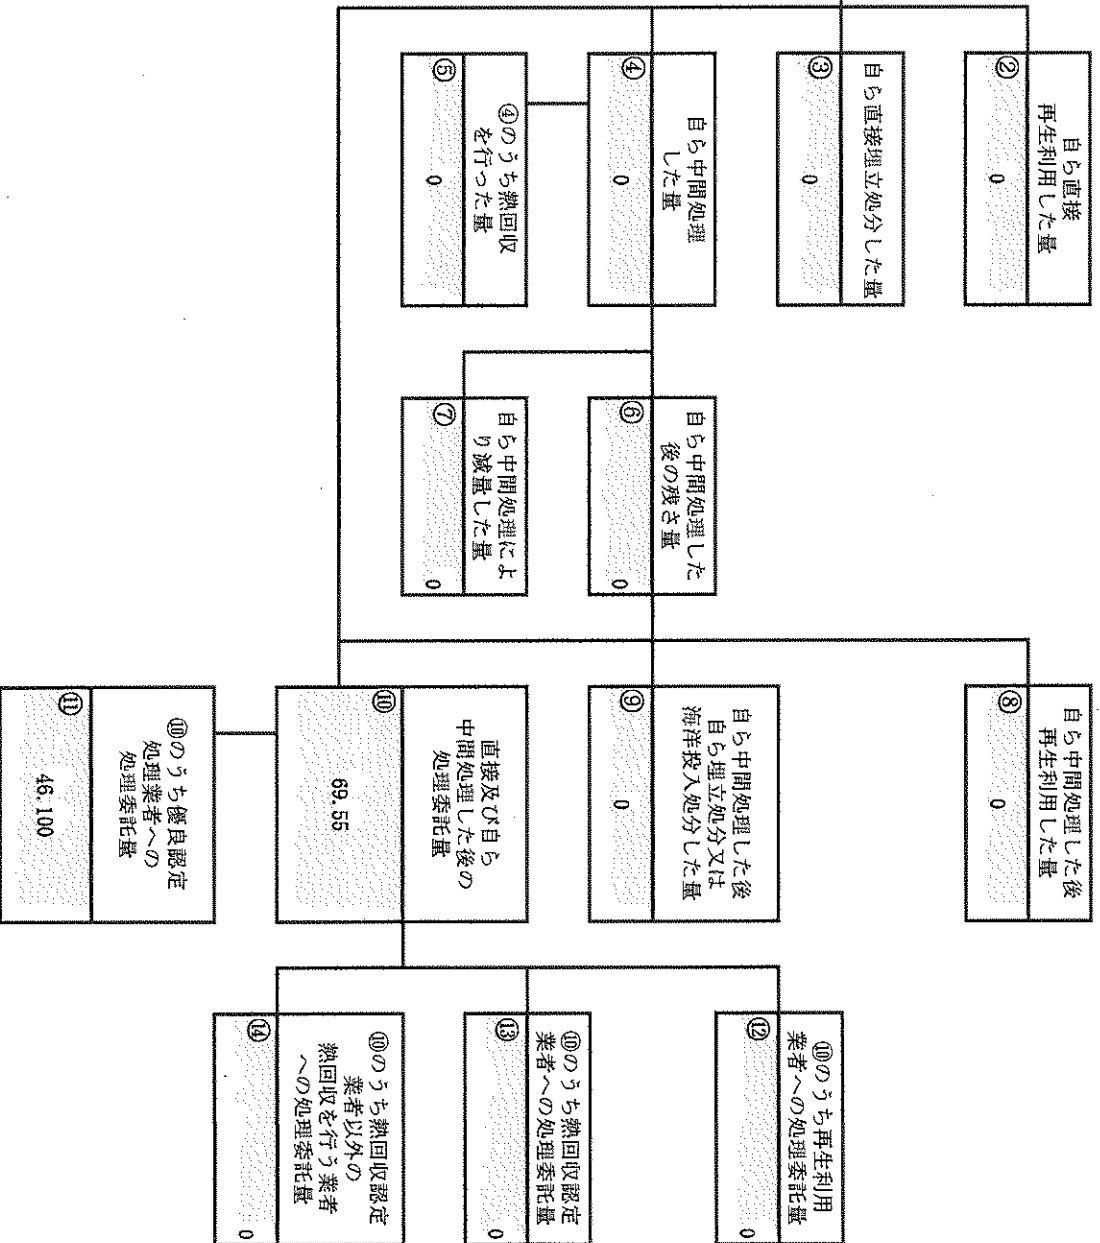 自ら直接
再生利用した量
②
0
自ら直接埋立処分した量
③
0
自ら中間処理
した量
④
0
④のうち熱回収
を行った量
⑤
0
自ら中間処理した
後の残さ量
⑥
0
自ら中間処理によ
り減量した量
⑦
0
自ら中間処理した後
再生利用した量
⑧
0
自ら中間処理した後
自ら埋立処分又は
海洋投入処分した量
⑨
0
直接及び自ら
中間処理した後の
処理委託量
⑩
69.55
⑩のうち優良認定
処理業者への
処理委託量
⑪
46.100
⑩のうち再生利用
業者への処理委託量
⑫
0
⑩のうち熱回収認定
業者への処理委託量
⑬
0
⑩のうち熱回収認定
業者以外の
熱回収を行う業者
への処理委託量
⑭
0